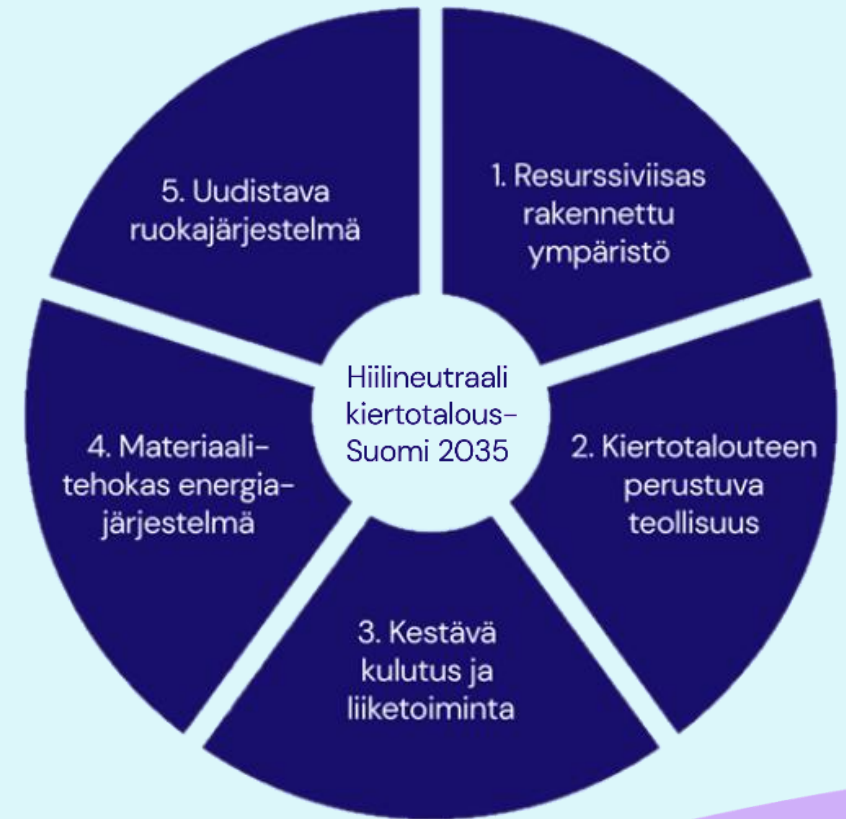 1. Resurssiviisas
rakennettu
ympäristö
2. Kiertotalouteen
perustuva
teollisuus
3. Kestävä
kulutus ja
liiketoiminta
4. Materiaali-
tehokas energia-
järjestelmä
5. Uudistava
ruokajärjestelmä
Hiilineutraali
kiertotalous-
Suomi 2035